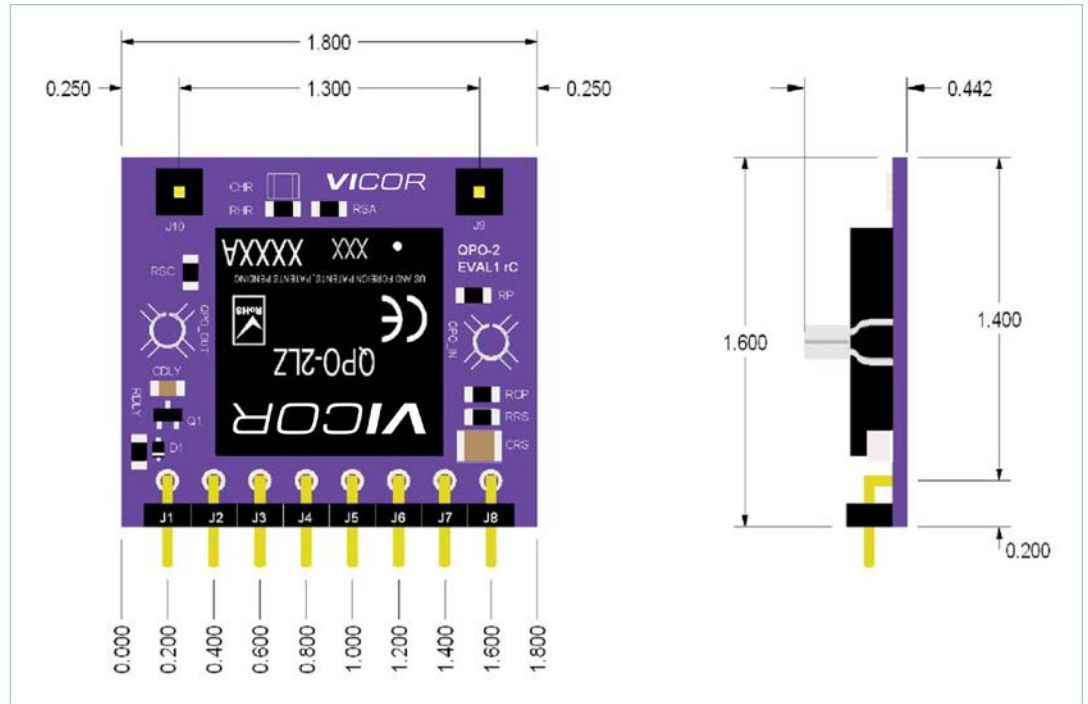 1.800
0.250
1.300
0.250
0.442
J10
CHR
VICOR
RHR
RSA
J9
XXXXA
XXX
US AND FOREIGN PATENTS, PATENTS PENDING
QPO-2
EVAL1 rC
RSC
RP
QPO_OUT
RoHS
CE
QPO_IN
QPO-2LZ
VICOR
CDLY
RDLY
Q1
D1
RCP
RRS
CRS
J1 J2 J3 J4 J5 J6 J7 J8
0.000 0.200 0.400 0.600 0.800 1.000 1.200 1.400 1.600 1.800
1.600
1.400
0.200